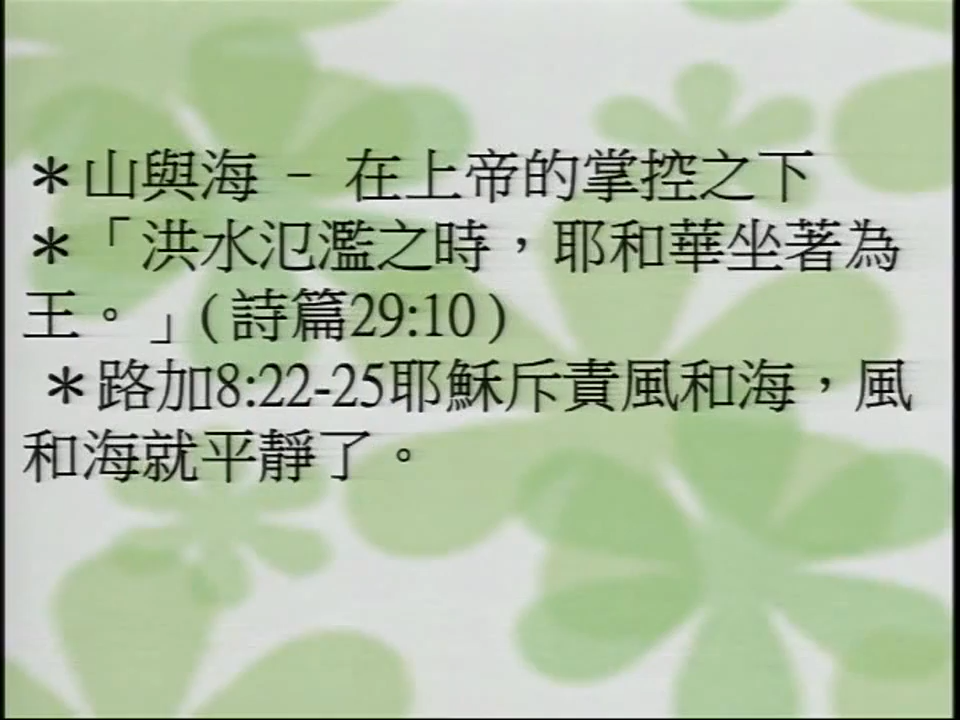 ＊山與海 – 在上帝的掌控之下
＊「洪水氾濫之時，耶和華坐著為
王。」(詩篇29:10)
＊路加8:22-25耶穌斥責風和海，風
和海就平靜了。